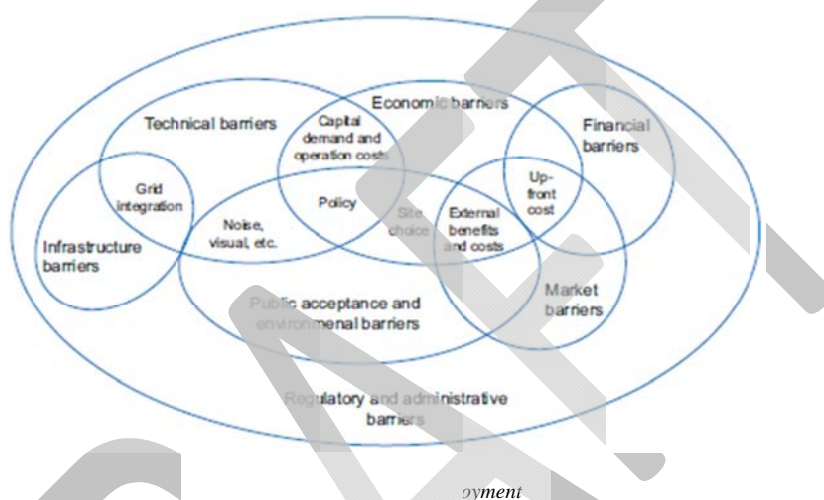 Economic barriers
Technical barriers
Capital
demand and
operation costs
Financial
barriers
Grid
integration
Up-
front
cost
Policy
Site
choice
External
benefits
and costs
Noise,
visual, etc.
Infrastructure
barriers
Market
barriers
Public acceptance and
environmenal barriers
Regulatory and administrative
barriers
oyment